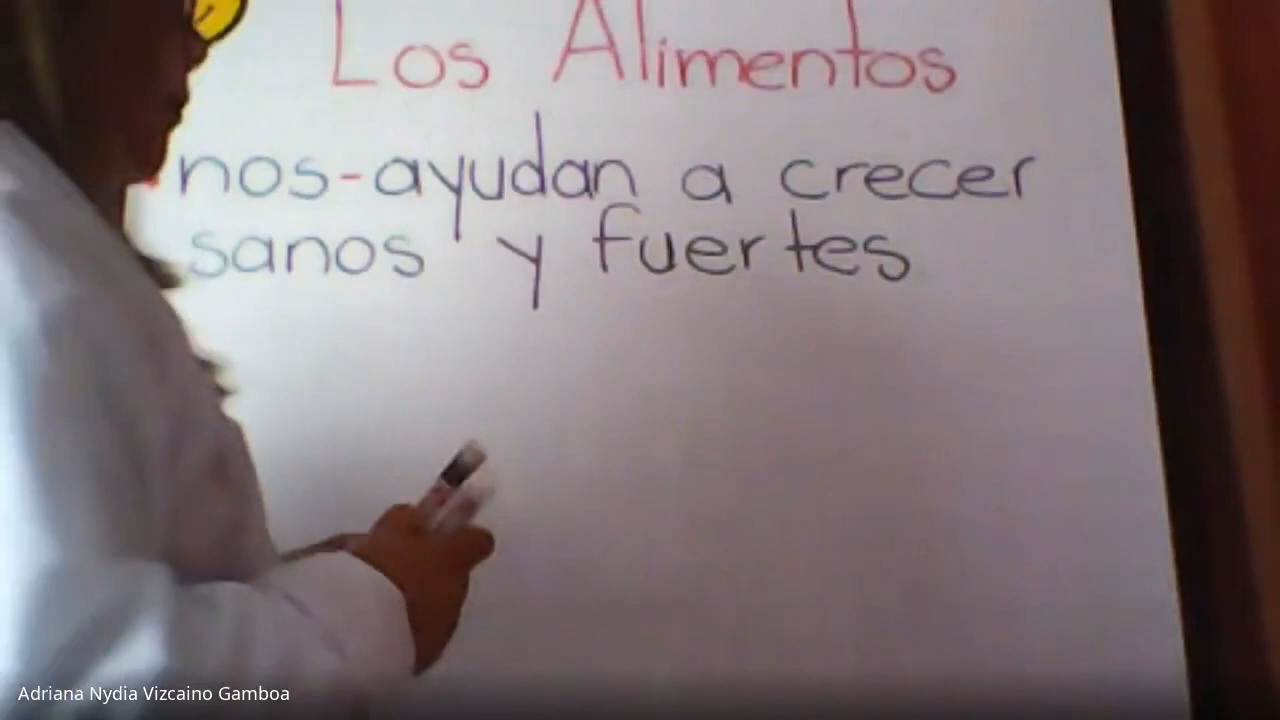 Los Alimentos
nos-ayudan a crecer
sanos y fuertes
Adriana Nydia Vizcaino Gamboa